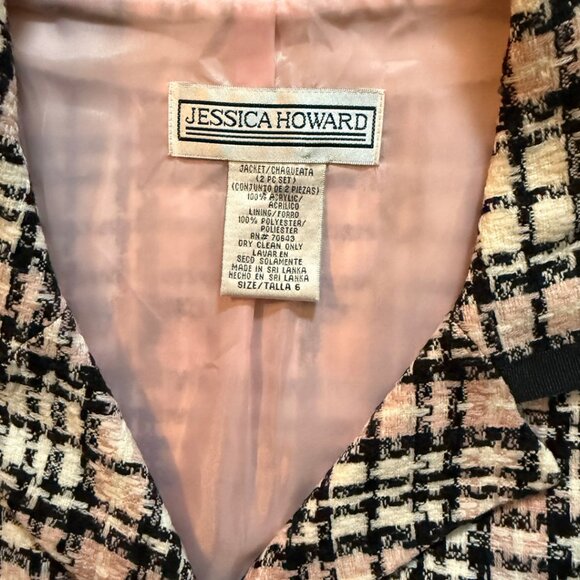 JESSICA HOWARD
JACKET/CHAQUEATA
(2 PC SET)
(CONJUNTO DE 2 PIEZAS)
100% ACRYLIC/
ACRILICO
LINING/FORRO
100% POLYESTER/
POLIESTER
RN# 70843
DRY CLEAN ONLY
LAVAR EN
SECO SOLAMENTE
MADE IN SRI LANKA
HECHO EN SRI LANKA
SIZE/TALLA 6